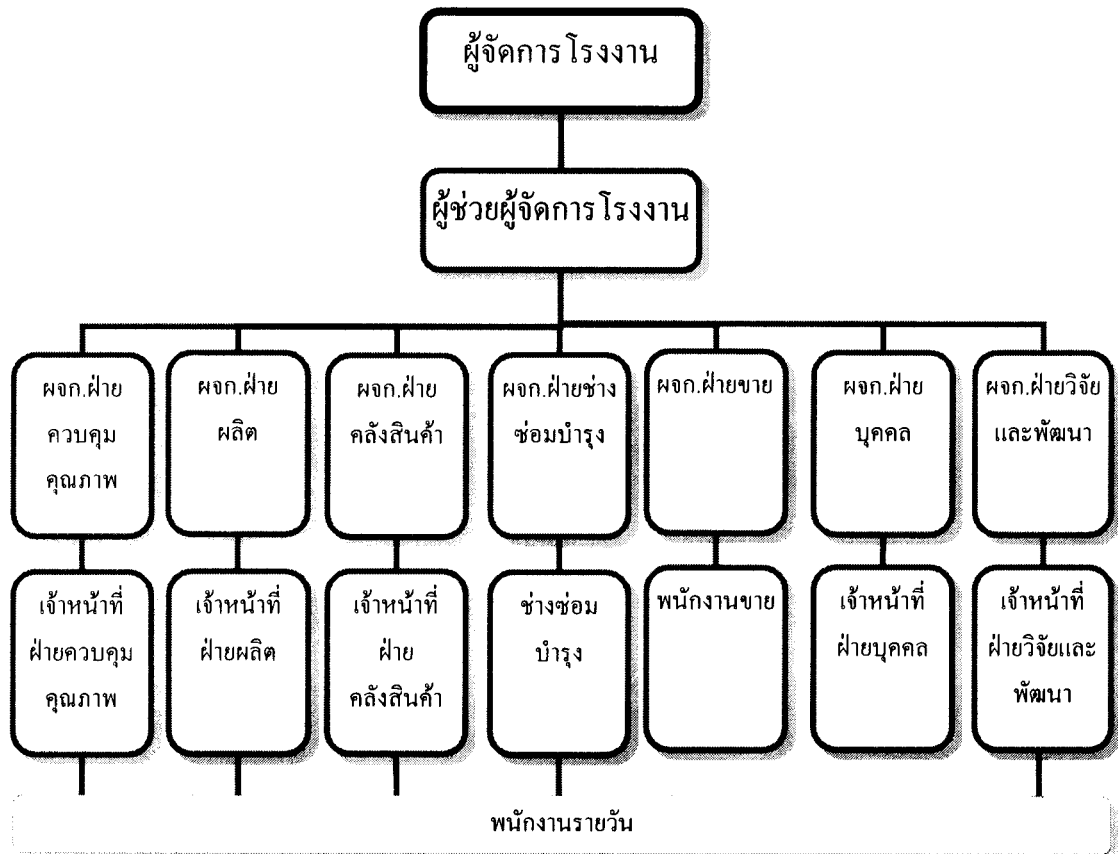 ผู้จัดการโรงงาน
ผู้ช่วยผู้จัดการโรงงาน
ผจก.ฝ่าย
ควบคุม
คุณภาพ
ผจก.ฝ่าย
ผลิต
ผจก.ฝ่าย
คลังสินค้า
ผจก.ฝ่ายช่าง
ซ่อมบำรุง
ผจก.ฝ่ายขาย
ผจก.ฝ่าย
บุคคล
ผจก.ฝ่ายวิจัย
และพัฒนา
เจ้าหน้าที่
ฝ่ายควบคุม
คุณภาพ
เจ้าหน้าที่
ฝ่ายผลิต
เจ้าหน้าที่
ฝ่าย
คลังสินค้า
ช่างซ่อม
บำรุง
พนักงานขาย
เจ้าหน้าที่
ฝ่ายบุคคล
เจ้าหน้าที่
ฝ่ายวิจัยและ
พัฒนา
พนักงานรายวัน